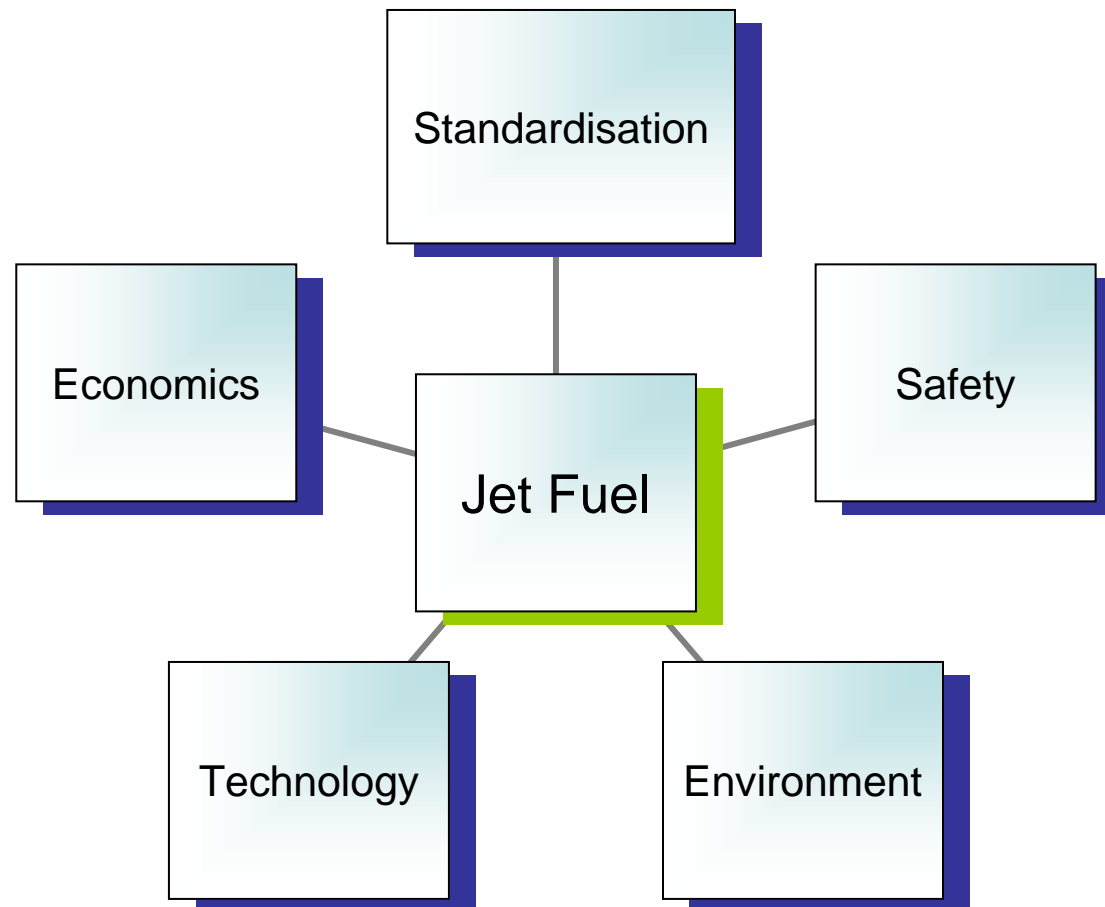 Standardisation
Economics
Safety
Jet Fuel
Technology
Environment